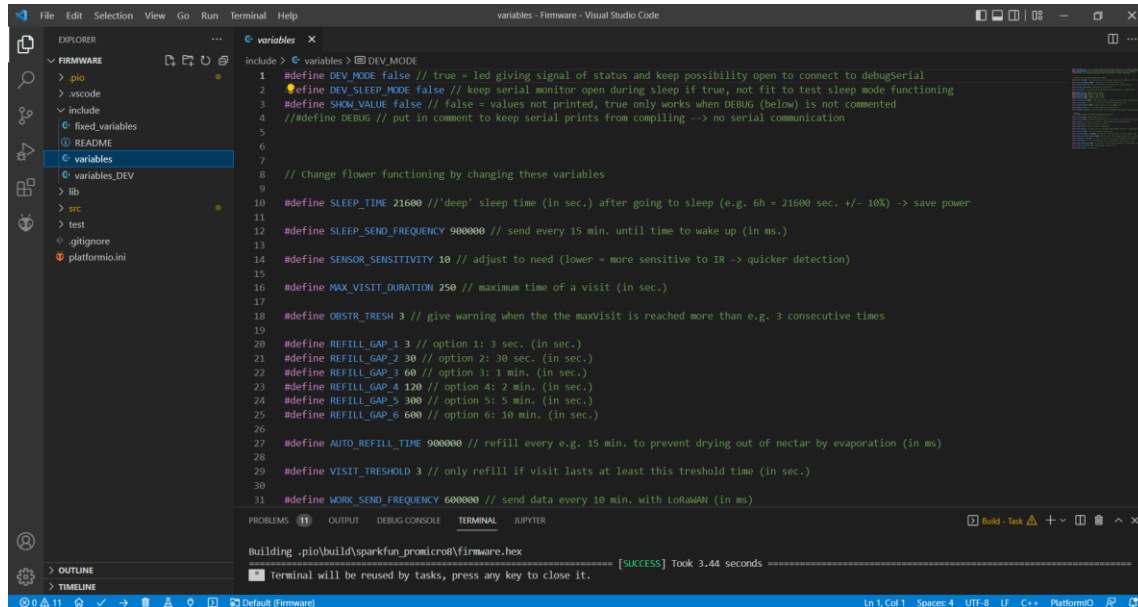 File Edit Selection View Go Run Terminal Help
variables - Firmware - Visual Studio Code
EXPLORER
FIRMWARE
.pio
.vscode
include
fixed_variables
README
variables
variables_DEV
lib
src
test
.gitignore
platformio.ini
OUTLINE
TIMELINE
variables
include > variables > DEV_MODE
1 #define DEV_MODE false // true = led giving signal of status and keep possibility open to connect to debugSerial
2 efine DEV_SLEEP_MODE false // keep serial monitor open during sleep if true, not fit to test sleep mode functioning
3 #define SHOW_VALUE false // false = values not printed, true only works when DEBUG (below) is not commented
4 //#define DEBUG // put in comment to keep serial prints from compiling --> no serial communication
5
6
7
8 // Change flower functioning by changing these variables
9
10 #define SLEEP_TIME 21600 //'deep' sleep time (in sec.) after going to sleep (e.g. 6h = 21600 sec. +/- 10%) -> save power
11
12 #define SLEEP_SEND_FREQUENCY 900000 // send every 15 min. until time to wake up (in ms.)
13
14 #define SENSOR_SENSITIVITY 10 // adjust to need (lower = more sensitive to IR -> quicker detection)
15
16 #define MAX_VISIT_DURATION 250 // maximum time of a visit (in sec.)
17
18 #define OBSTR_TRESH 3 // give warning when the the maxVisit is reached more than e.g. 3 consecutive times
19
20 #define REFILL_GAP_1 3 // option 1: 3 sec. (in sec.)
21 #define REFILL_GAP_2 30 // option 2: 30 sec. (in sec.)
22 #define REFILL_GAP_3 60 // option 3: 1 min. (in sec.)
23 #define REFILL_GAP_4 120 // option 4: 2 min. (in sec.)
24 #define REFILL_GAP_5 300 // option 5: 5 min. (in sec.)
25 #define REFILL_GAP_6 600 // option 6: 10 min. (in sec.)
26
27 #define AUTO_REFILL_TIME 900000 // refill every e.g. 15 min. to prevent drying out of nectar by evaporation (in ms)
28
29 #define VISIT_TRESHOLD 3 // only refill if visit lasts at least this treshold time (in sec.)
30
31 #define WORK_SEND_FREQUENCY 600000 // send data every 10 min. with LoRaWAN (in ms)
PROBLEMS 11 OUTPUT DEBUG CONSOLE TERMINAL JUPYTER
Build - Task
Building .pio\build\sparkfun_promicro8\firmware.hex
[SUCCESS] Took 3.44 seconds
* Terminal will be reused by tasks, press any key to close it.
0 11 Default (Firmware) Ln 1, Col 1 Spaces: 4 UTF-8 LF C++ PlatformIO